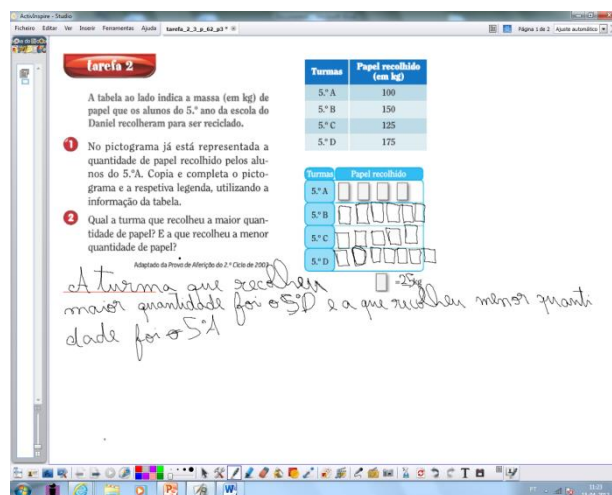 ActivInspire - Studio
Ficheiro Editar Ver Inserir Ferramentas Ajuda tarefa_2_3_p_62_p3*
Página 1 de 2 Ajuste automático
tarefa 2
A tabela ao lado indica a massa (em kg) de
papel que os alunos do 5.º ano da escola do
Daniel recolheram para ser reciclado.
1 No pictograma já está representada a
quantidade de papel recolhido pelos alu-
nos do 5.ºA. Copia e completa o picto-
grama e a respetiva legenda, utilizando a
informação da tabela.
2 Qual a turma que recolheu a maior quan-
tidade de papel? E a que recolheu a menor
quantidade de papel?
Adaptado da Prova de Aferição do 2.º Ciclo de 2003
Turmas Papel recolhido (em kg)
5.º A 100
5.º B 150
5.º C 125
5.º D 175
Turmas Papel recolhido
5.º A
5.º B
5.º C
5.º D
=25kg
A turma que recolheu
maior quantidade foi o 5ºD e a que recolheu menor quanti
dade foi o 5ºA
PT
11:23